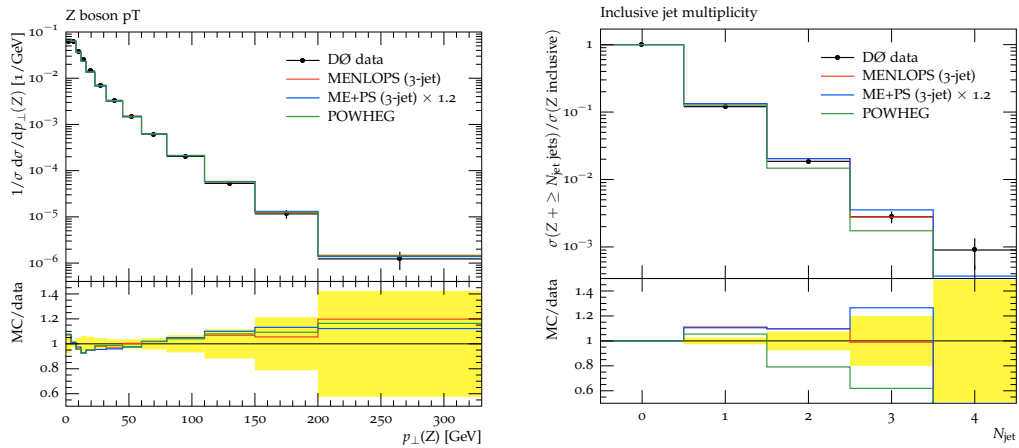 Z boson pT
1/σ dσ/dp⊥(Z) [1/GeV]
10⁻¹
10⁻²
10⁻³
10⁻⁴
10⁻⁵
10⁻⁶
DØ data
MENLOPS (3-jet)
ME+PS (3-jet) × 1.2
POWHEG
MC/data
1.4
1.2
1
0.8
0.6
0
50
100
150
200
250
300
p⊥(Z) [GeV]
Inclusive jet multiplicity
σ(Z + ≥ Njet jets)/σ(Z inclusive)
1
10⁻¹
10⁻²
10⁻³
DØ data
MENLOPS (3-jet)
ME+PS (3-jet) × 1.2
POWHEG
MC/data
1.4
1.2
1
0.8
0.6
0
1
2
3
4
Njet